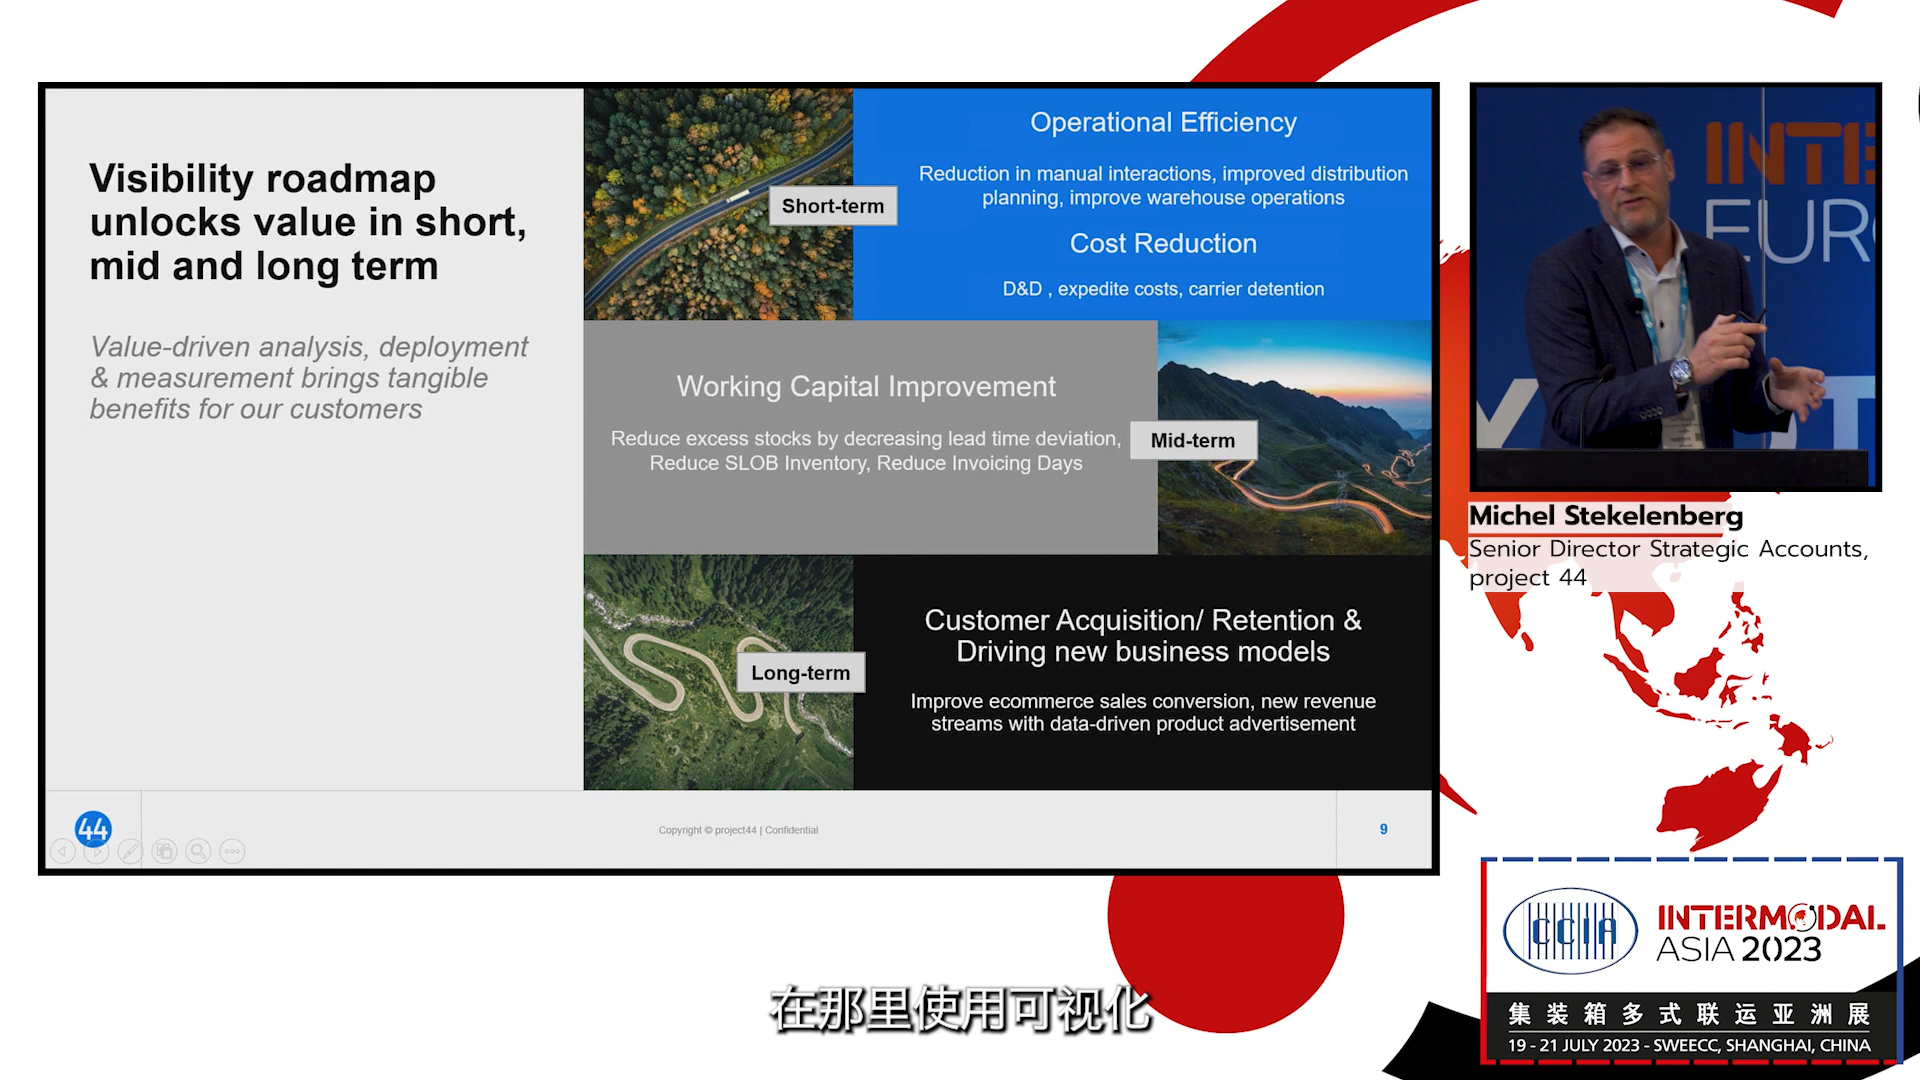 Visibility roadmap
unlocks value in short,
mid and long term
Value-driven analysis, deployment
& measurement brings tangible
benefits for our customers
Short-term
Operational Efficiency
Reduction in manual interactions, improved distribution
planning, improve warehouse operations
Cost Reduction
D&D , expedite costs, carrier detention
Working Capital Improvement
Reduce excess stocks by decreasing lead time deviation,
Reduce SLOB Inventory, Reduce Invoicing Days
Mid-term
Long-term
Customer Acquisition/ Retention &
Driving new business models
Improve ecommerce sales conversion, new revenue
streams with data-driven product advertisement
44
Copyright © project44 | Confidential
9
INTE
EUR
Michel Stekelenberg
Senior Director Strategic Accounts,
project 44
CCIA
INTERMODAL
ASIA 2023
集装箱多式联运亚洲展
19 - 21 JULY 2023 - SWEECC, SHANGHAI, CHINA
在那里使用可视化